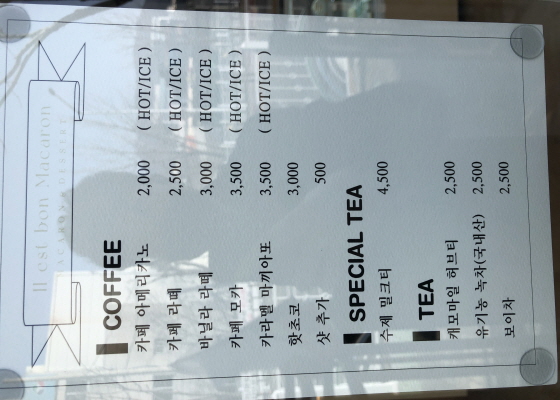 Il est bon Macaron
COFFEE
카페 아메리카노 2,000 ( HOT/ICE )
카페 라떼 2,500 ( HOT/ICE )
바닐라 라떼 3,000 ( HOT/ICE )
카페 모카 3,500 ( HOT/ICE )
카라멜 마끼아또 3,500 ( HOT/ICE )
핫초코 3,000
샷 추가 500
SPECIAL TEA
수제 밀크티 4,500
TEA
캐모마일 허브티 2,500
유기농 녹차(국내산) 2,500
보이차 2,500